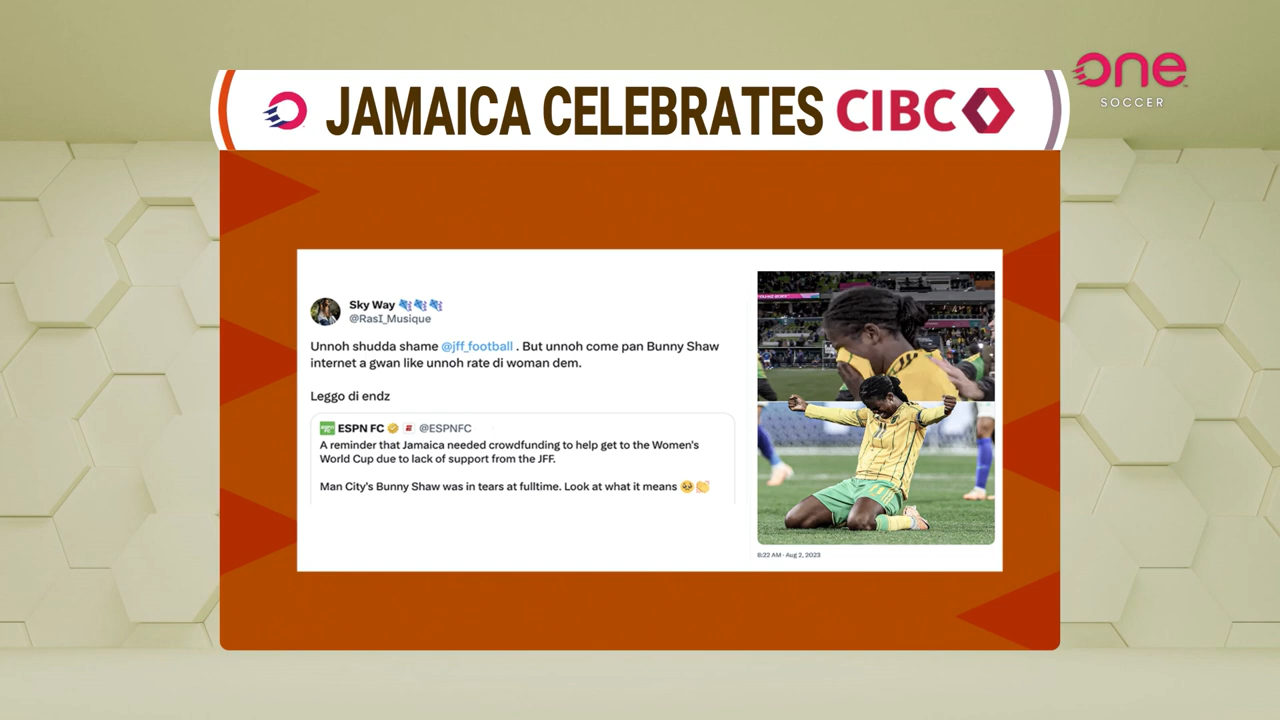 JAMAICA CELEBRATES CIBC
one
SOCCER
Sky Way
@RasI_Musique
Unnoh shudda shame @jff_football . But unnoh come pan Bunny Shaw
internet a gwan like unnoh rate di woman dem.
Leggo di endz
ESPN FC @ESPNFC
A reminder that Jamaica needed crowdfunding to help get to the Women's
World Cup due to lack of support from the JFF.
Man City's Bunny Shaw was in tears at fulltime. Look at what it means
8:22 AM - Aug 2, 2023